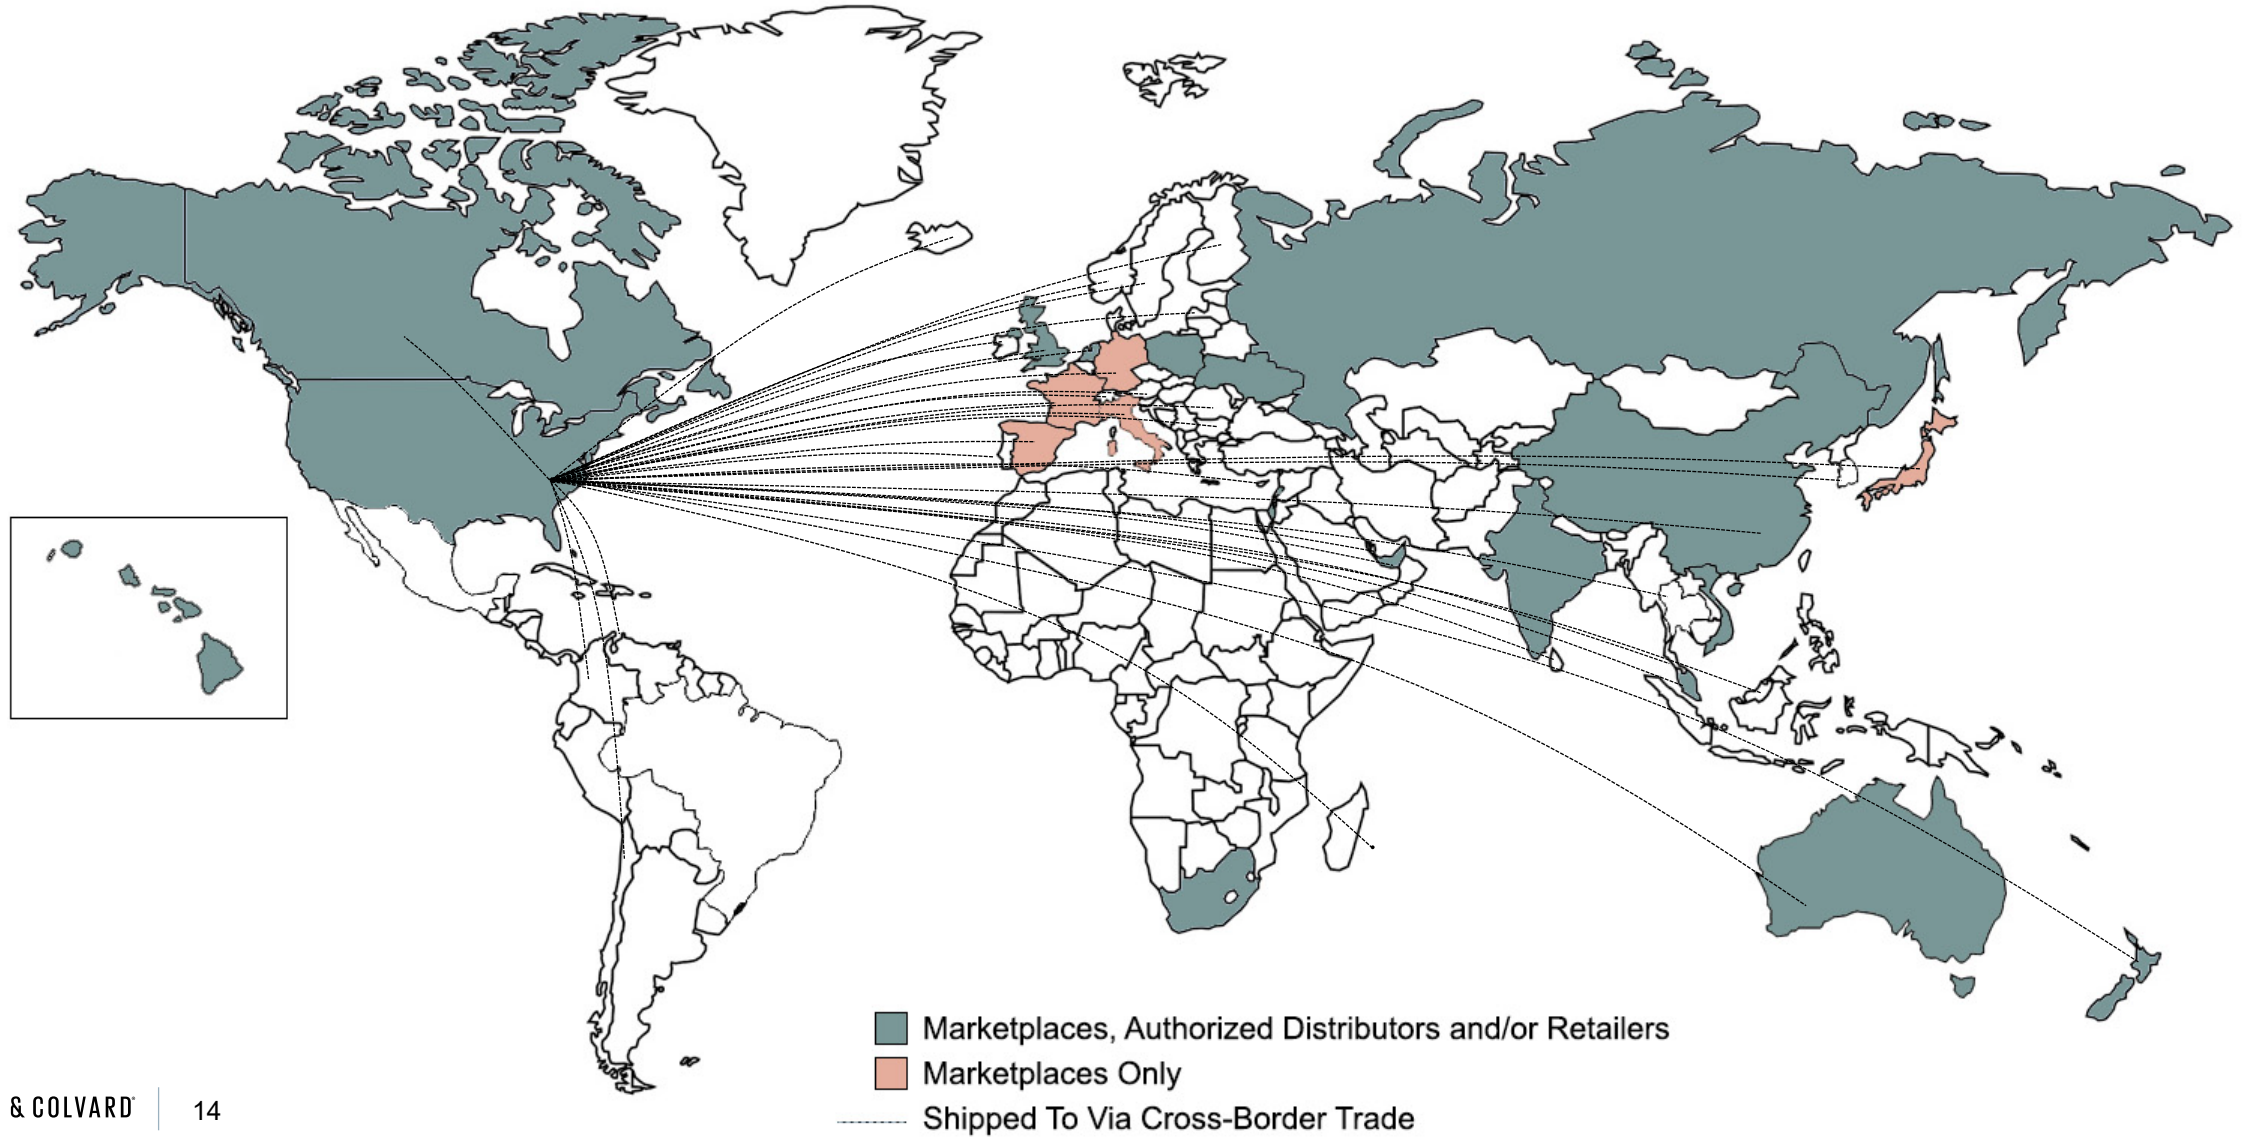 Marketplaces, Authorized Distributors and/or Retailers
Marketplaces Only
Shipped To Via Cross-Border Trade
& COLVARD®
14